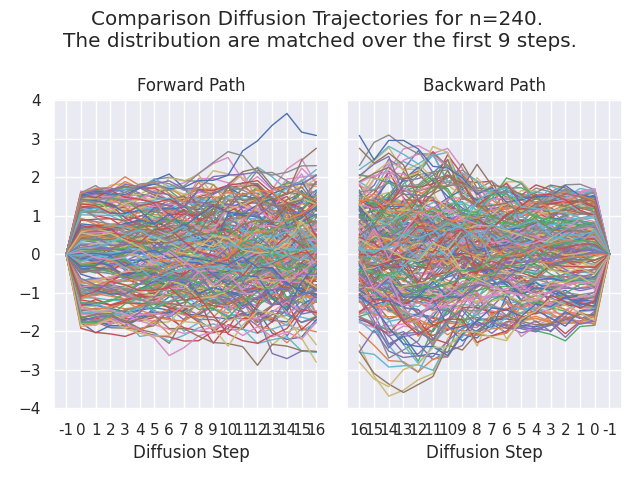 Comparison Diffusion Trajectories for n=240.
The distribution are matched over the first 9 steps.
Forward Path
Backward Path
4
3
2
1
0
−1
−2
−3
−4
-1 0 1 2 3 4 5 6 7 8 9 10 11 12 13 14 15 16
16 15 14 13 12 11 10 9 8 7 6 5 4 3 2 1 0 -1
Diffusion Step
Diffusion Step